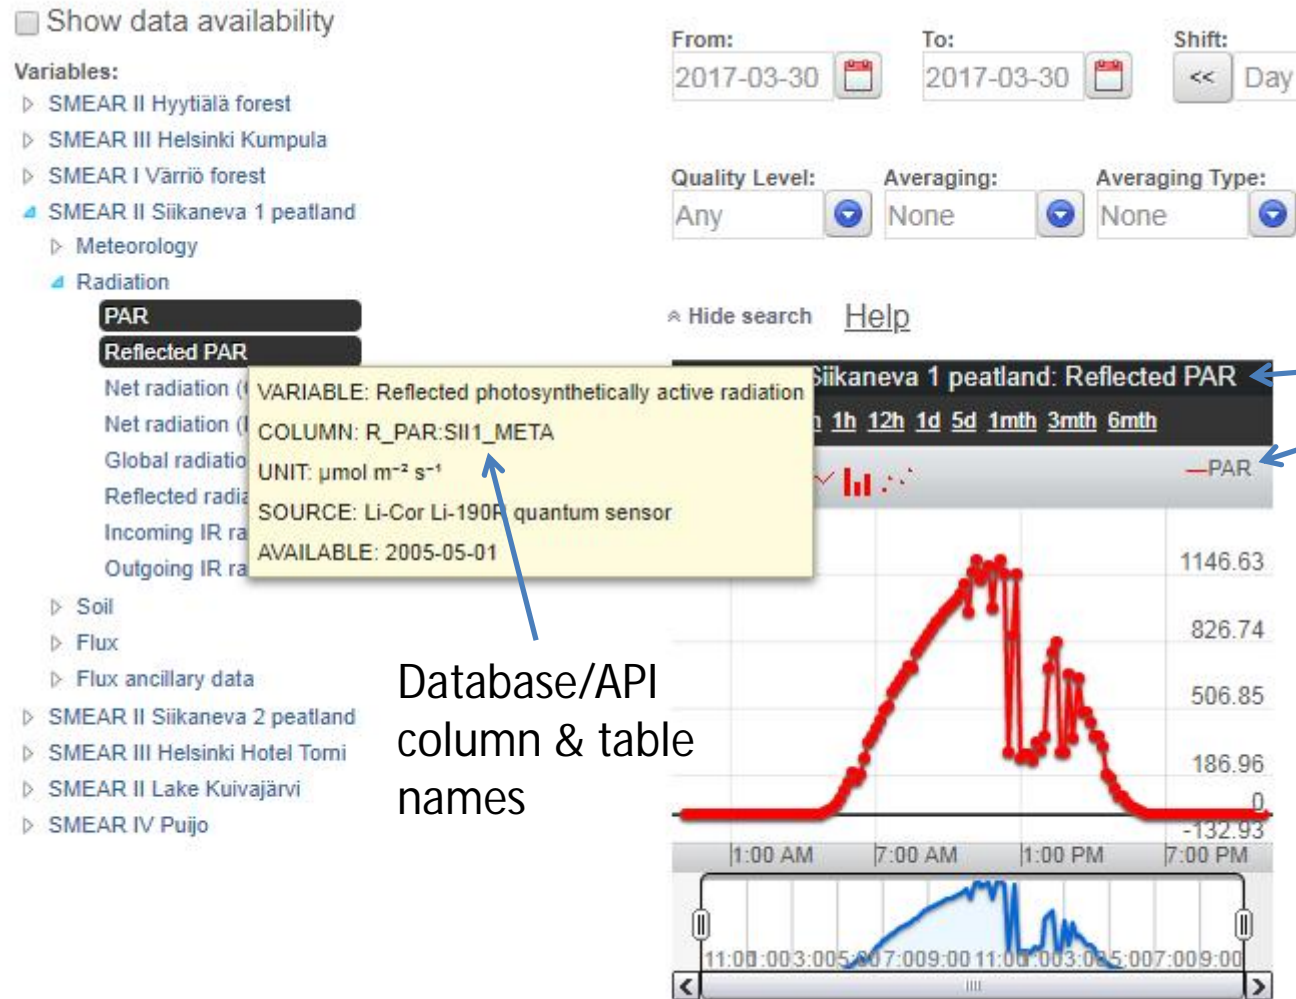 Show data availability
Variables:
SMEAR II Hyytiälä forest
SMEAR III Helsinki Kumpula
SMEAR I Värriö forest
SMEAR II Siikaneva 1 peatland
Meteorology
Radiation
PAR
Reflected PAR
Net radiation (
Net radiation (
Global radiatio
Reflected radia
Incoming IR ra
Outgoing IR ra
Soil
Flux
Flux ancillary data
SMEAR II Siikaneva 2 peatland
SMEAR III Helsinki Hotel Torni
SMEAR II Lake Kuivajärvi
SMEAR IV Puijo
VARIABLE: Reflected photosynthetically active radiation
COLUMN: R_PAR:SII1_META
UNIT: µmol m⁻² s⁻¹
SOURCE: Li-Cor Li-190R quantum sensor
AVAILABLE: 2005-05-01
Database/API
column & table
names
From: To: Shift:
2017-03-30 2017-03-30 << Day
Quality Level: Averaging: Averaging Type:
Any None None
Hide search Help
Siikaneva 1 peatland: Reflected PAR
1h 12h 1d 5d 1mth 3mth 6mth
PAR
1146.63
826.74
506.85
186.96
0
-132.93
1:00 AM 7:00 AM 1:00 PM 7:00 PM